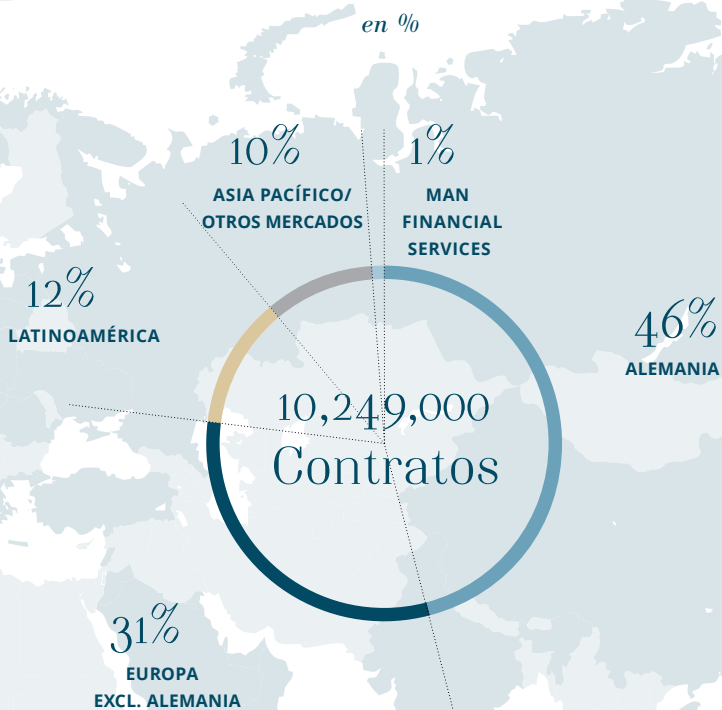 en %
10%
ASIA PACÍFICO/
OTROS MERCADOS
1%
MAN
FINANCIAL
SERVICES
12%
LATINOAMÉRICA
46%
ALEMANIA
10,249,000
Contratos
31%
EUROPA
EXCL. ALEMANIA